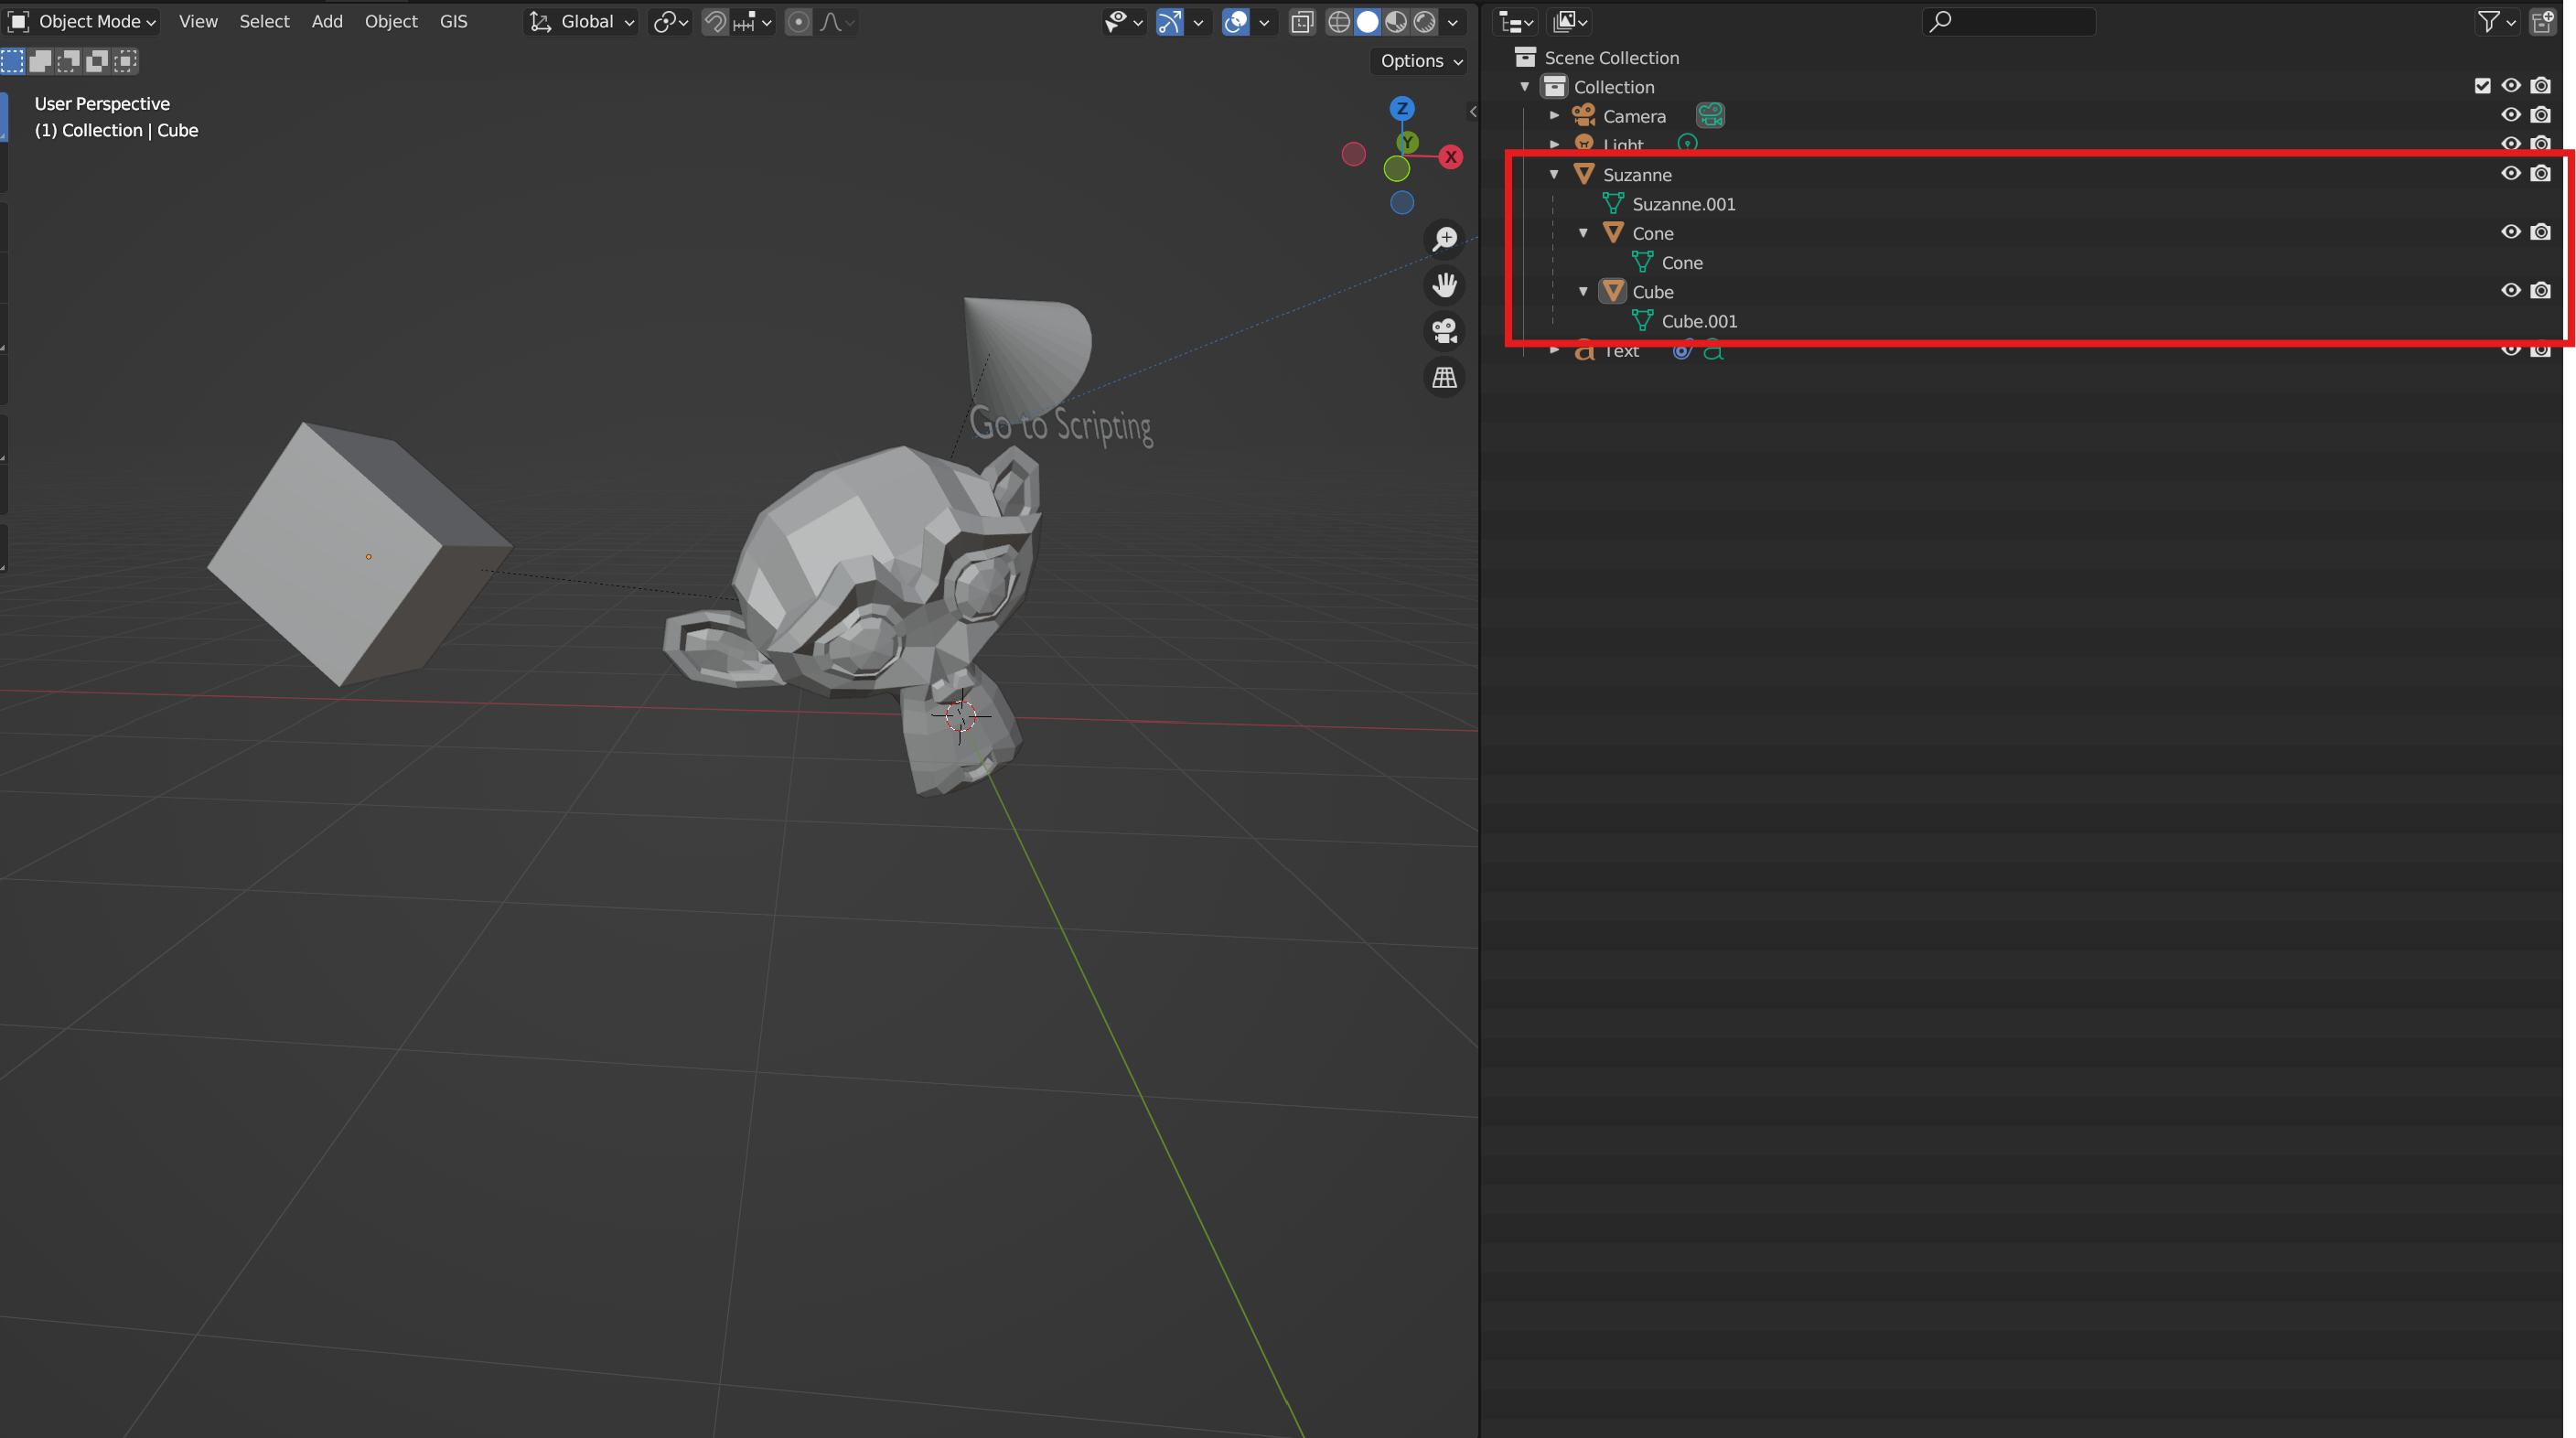 Object Mode View Select Add Object GIS Global
Options
User Perspective
(1) Collection | Cube
Z
Y
X
Go to Scripting
Scene Collection
Collection
Camera
Light
Suzanne
Suzanne.001
Cone
Cone
Cube
Cube.001
Text